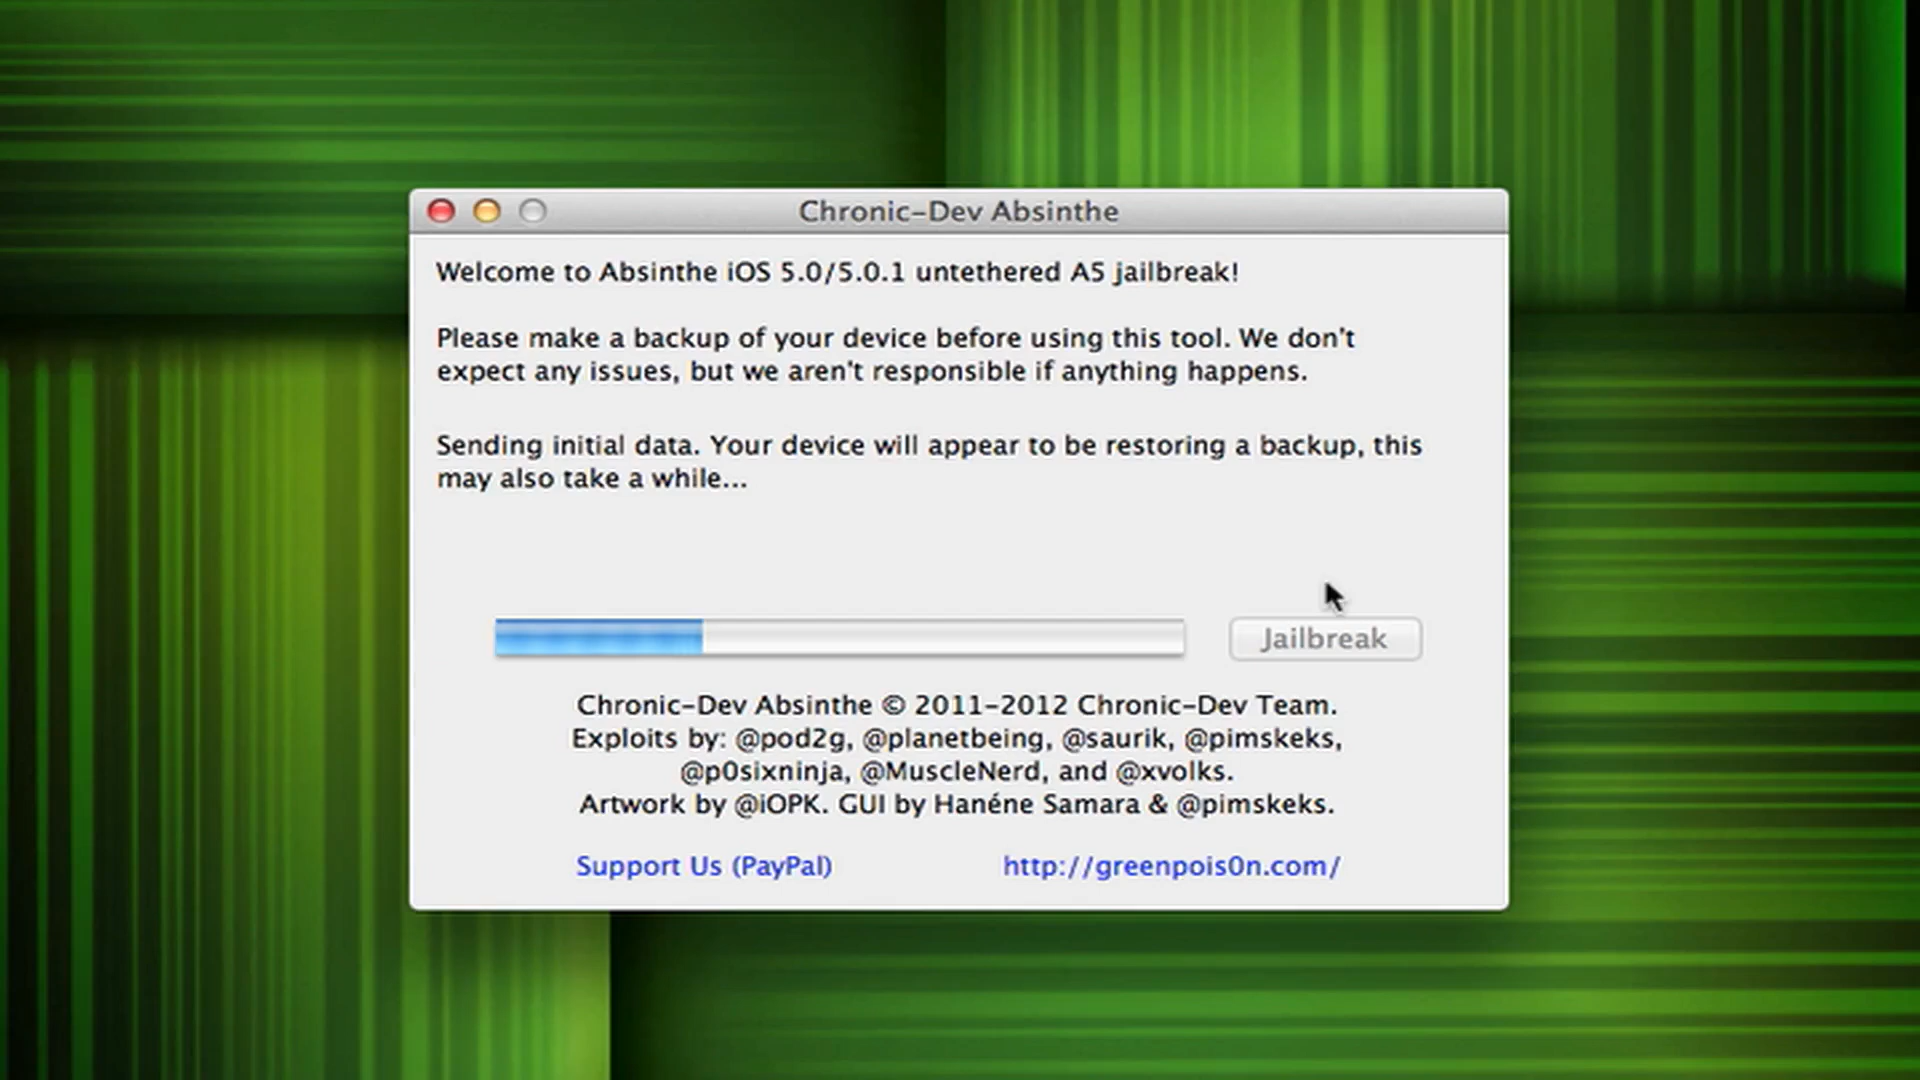 Chronic-Dev Absinthe
Welcome to Absinthe iOS 5.0/5.0.1 untethered A5 jailbreak!
Please make a backup of your device before using this tool. We don't
expect any issues, but we aren't responsible if anything happens.
Sending initial data. Your device will appear to be restoring a backup, this
may also take a while...
Jailbreak
Chronic-Dev Absinthe © 2011-2012 Chronic-Dev Team.
Exploits by: @pod2g, @planetbeing, @saurik, @pimskeks,
@p0sixninja, @MuscleNerd, and @xvolks.
Artwork by @iOPK. GUI by Hanéne Samara & @pimskeks.
Support Us (PayPal)
http://greenpois0n.com/